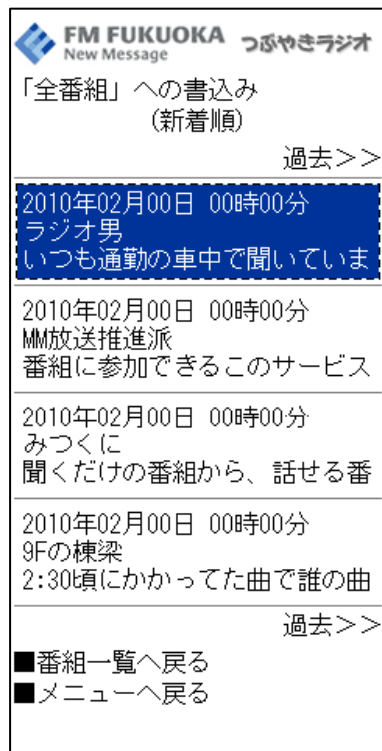 FM FUKUOKA つぶやきラジオ
New Message
「全番組」への書込み
(新着順)
過去>>
2010年02月00日 00時00分
ラジオ男
いつも通勤の車中で聞いていま
2010年02月00日 00時00分
MM放送推進派
番組に参加できるこのサービス
2010年02月00日 00時00分
みつくに
聞くだけの番組から、話せる番
2010年02月00日 00時00分
9Fの棟梁
2:30頃にかかってた曲で誰の曲
過去>>
■番組一覧へ戻る
■メニューへ戻る